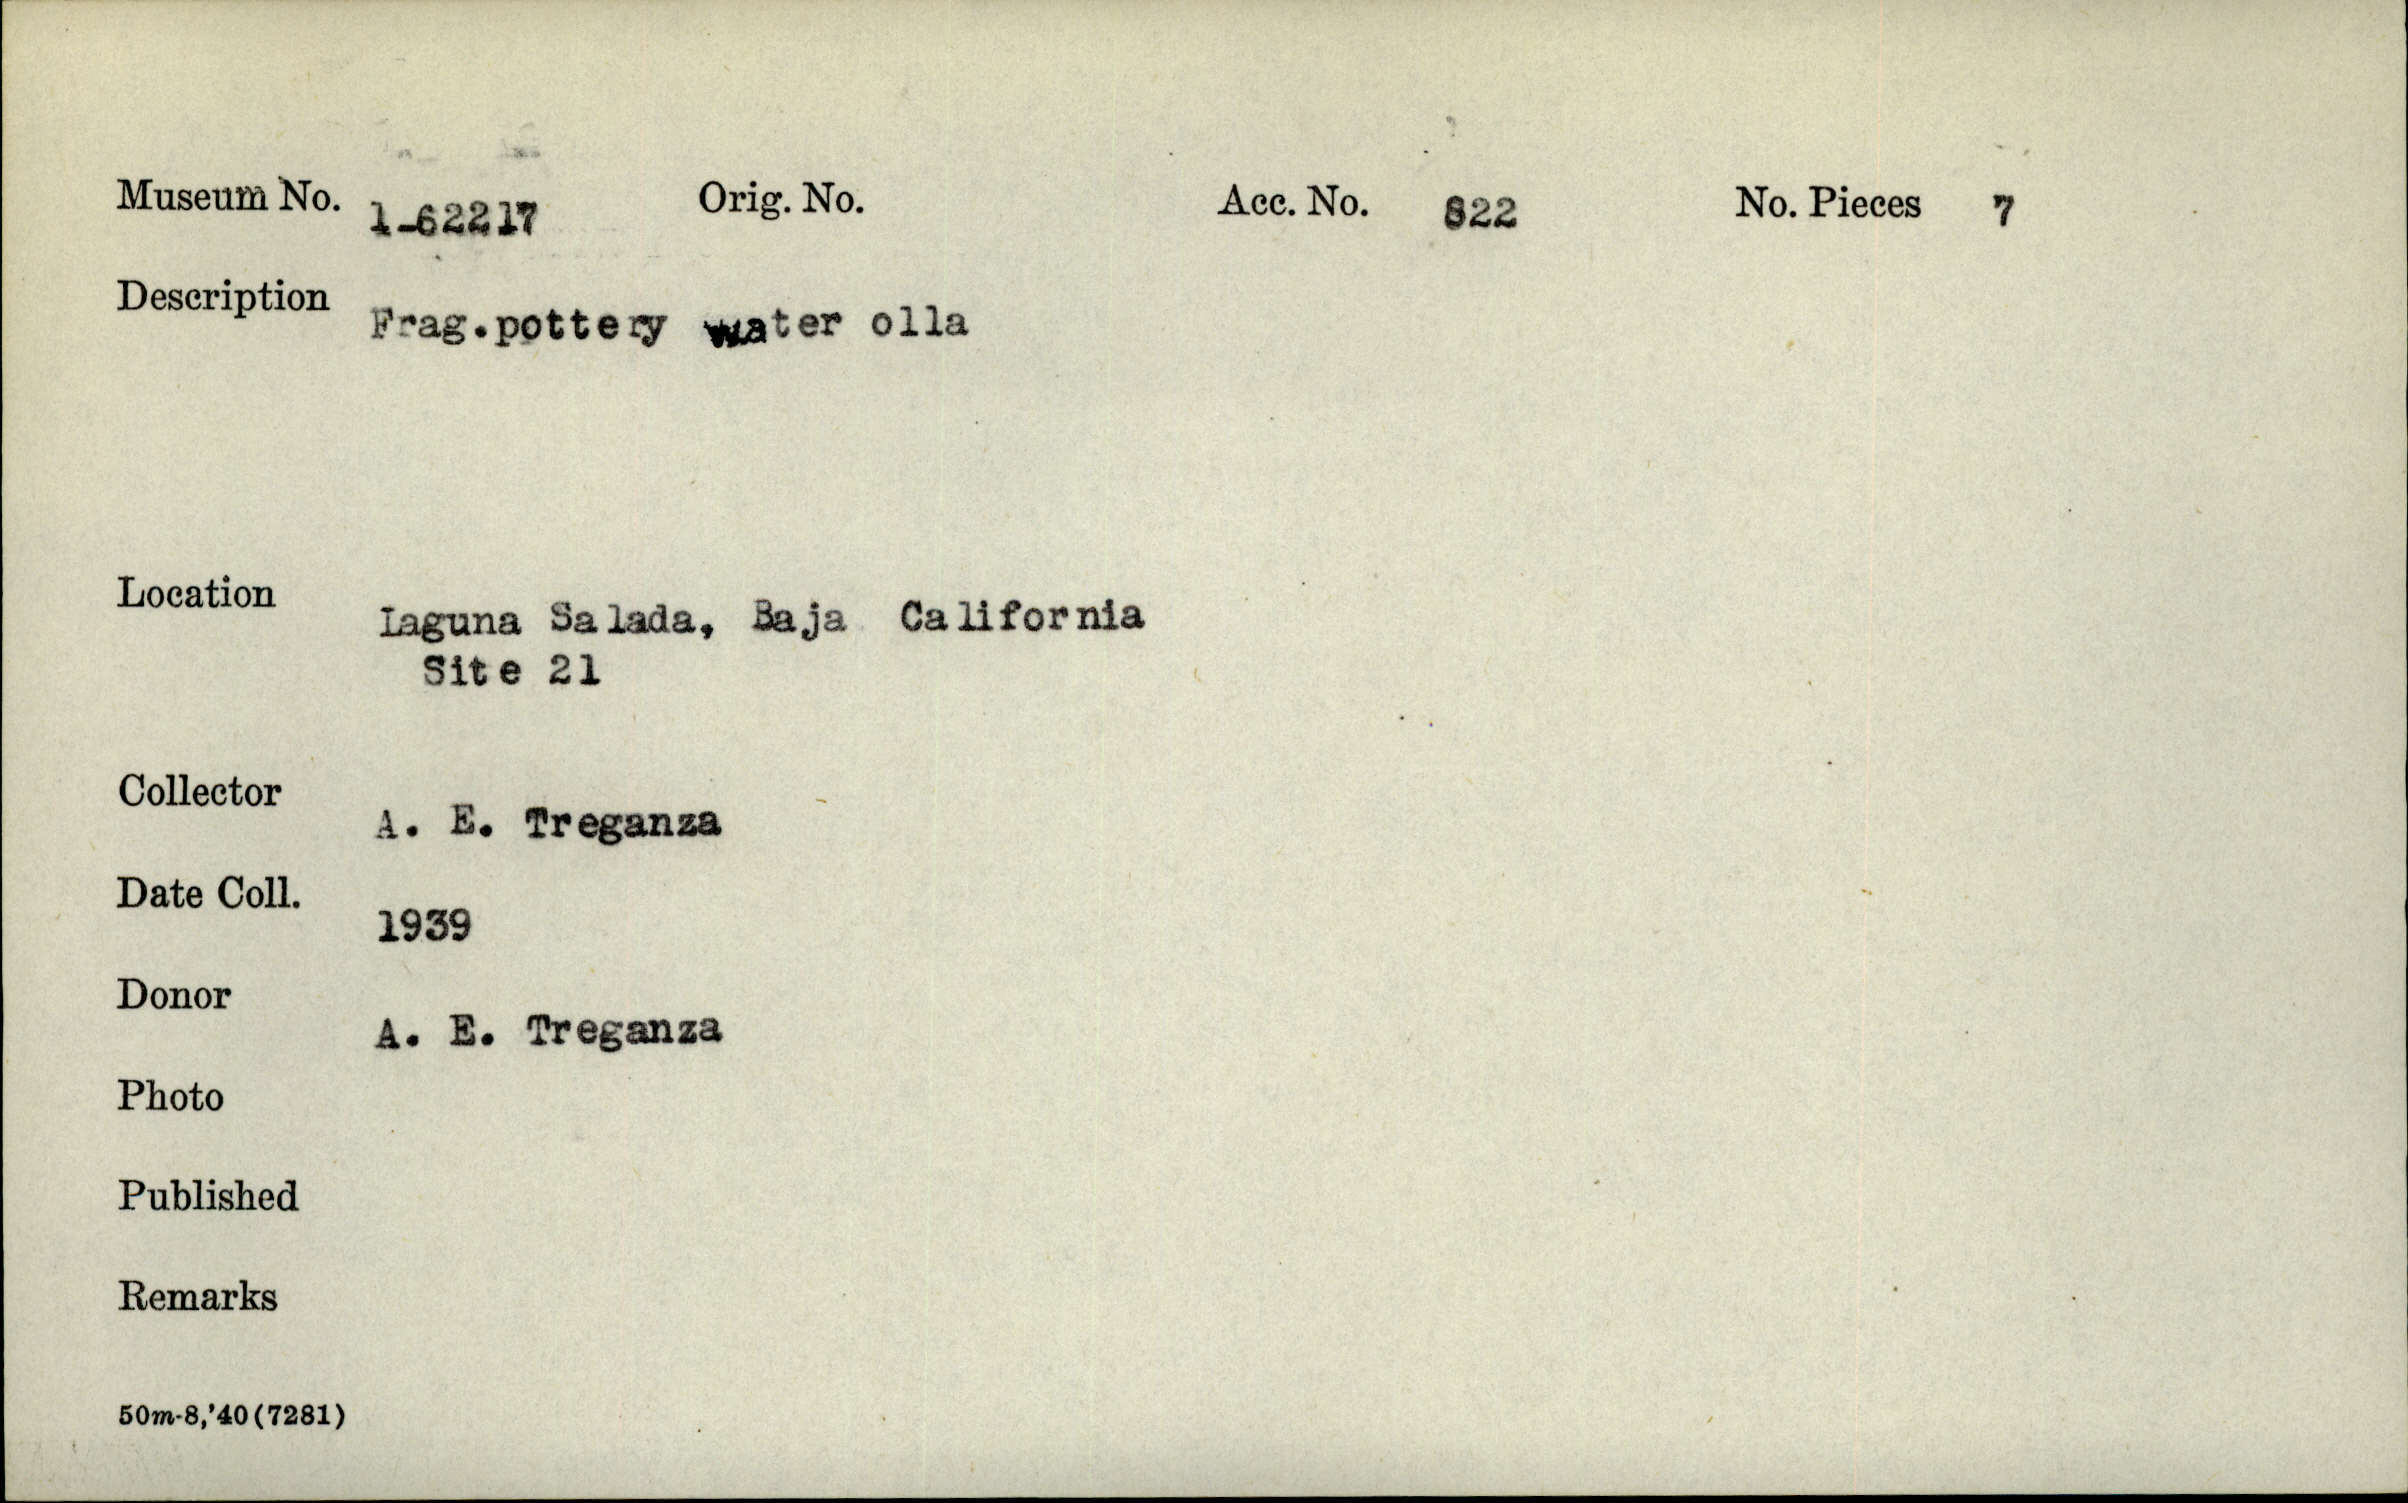 Museum No. 1-62217 Orig. No. Acc. No. 822 No. Pieces 7
Description Frag.pottery water olla
Location Laguna Salada, Baja California
Site 21
Collector A. E. Treganza
Date Coll. 1939
Donor A. E. Treganza
Photo
Published
Remarks
50m-8,'40(7281)